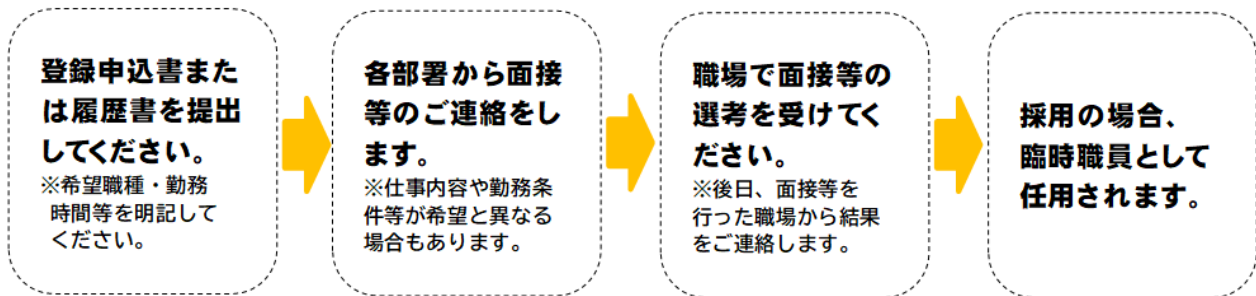 登録申込書また
は履歴書を提出
してください。
※希望職種・勤務
時間等を明記して
ください。
各部署から面接
等のご連絡をし
ます。
※仕事内容や勤務条
件等が希望と異なる
場合もあります。
職場で面接等の
選考を受けてく
ださい。
※後日、面接等を
行った職場から結果
をご連絡します。
採用の場合、
臨時職員として
任用されます。